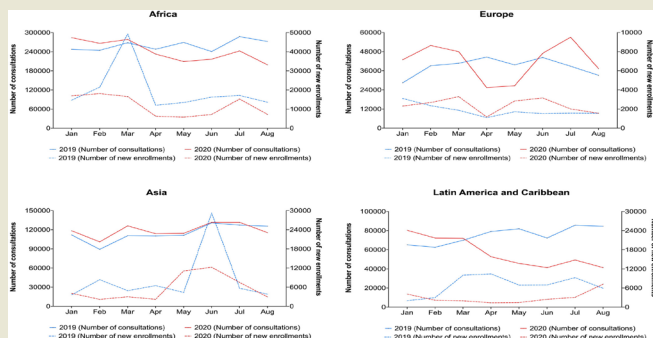 Africa
Number of consultations
300000
240000
180000
120000
60000
0
50000
40000
30000
20000
10000
0
Number of new enrollments
Jan Feb Mar Apr May Jun Jul Aug
2019 (Number of consultations) 2020 (Number of consultations)
2019 (Number of new enrollments) 2020 (Number of new enrollments)
Europe
Number of consultations
60000
48000
36000
24000
12000
0
10000
8000
6000
4000
2000
0
Number of new enrollments
Jan Feb Mar Apr May Jun Jul Aug
2019 (Number of consultations) 2020 (Number of consultations)
2019 (Number of new enrollments) 2020 (Number of new enrollments)
Asia
Number of consultations
150000
120000
90000
60000
30000
0
30000
24000
18000
12000
6000
0
Number of new enrollments
Jan Feb Mar Apr May Jun Jul Aug
2019 (Number of consultations) 2020 (Number of consultations)
2019 (Number of new enrollments) 2020 (Number of new enrollments)
Latin America and Caribbean
Number of consultations
100000
80000
60000
40000
20000
0
30000
24000
18000
12000
6000
0
Number of new enrollments
Jan Feb Mar Apr May Jun Jul Aug
2019 (Number of consultations) 2020 (Number of consultations)
2019 (Number of new enrollments) 2020 (Number of new enrollments)